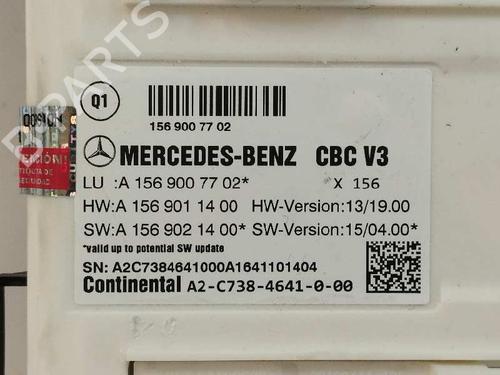 Q1
156 900 77 02
MERCEDES-BENZ CBC V3
LU :A 156 900 77 02* X 156
HW:A 156 901 14 00 HW-Version:13/19.00
SW:A 156 902 14 00* SW-Version:15/04.00*
*valid up to potential SW update
SN: A2C7384641000A1641101404
Continental A2-C738-4641-0-00
B-PARTS